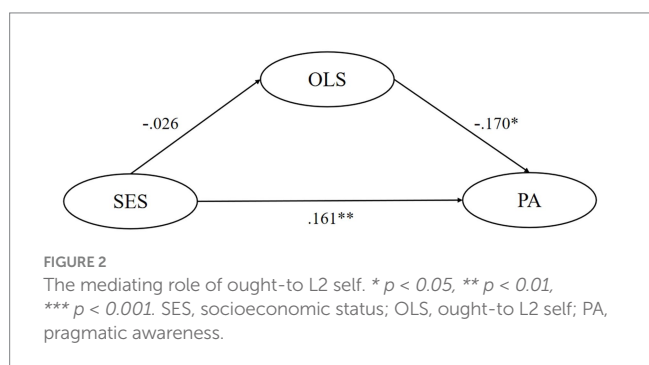 OLS
-.026
-.170*
SES
PA
.161**
FIGURE 2
The mediating role of ought-to L2 self. * p < 0.05, ** p < 0.01,
*** p < 0.001. SES, socioeconomic status; OLS, ought-to L2 self; PA,
pragmatic awareness.